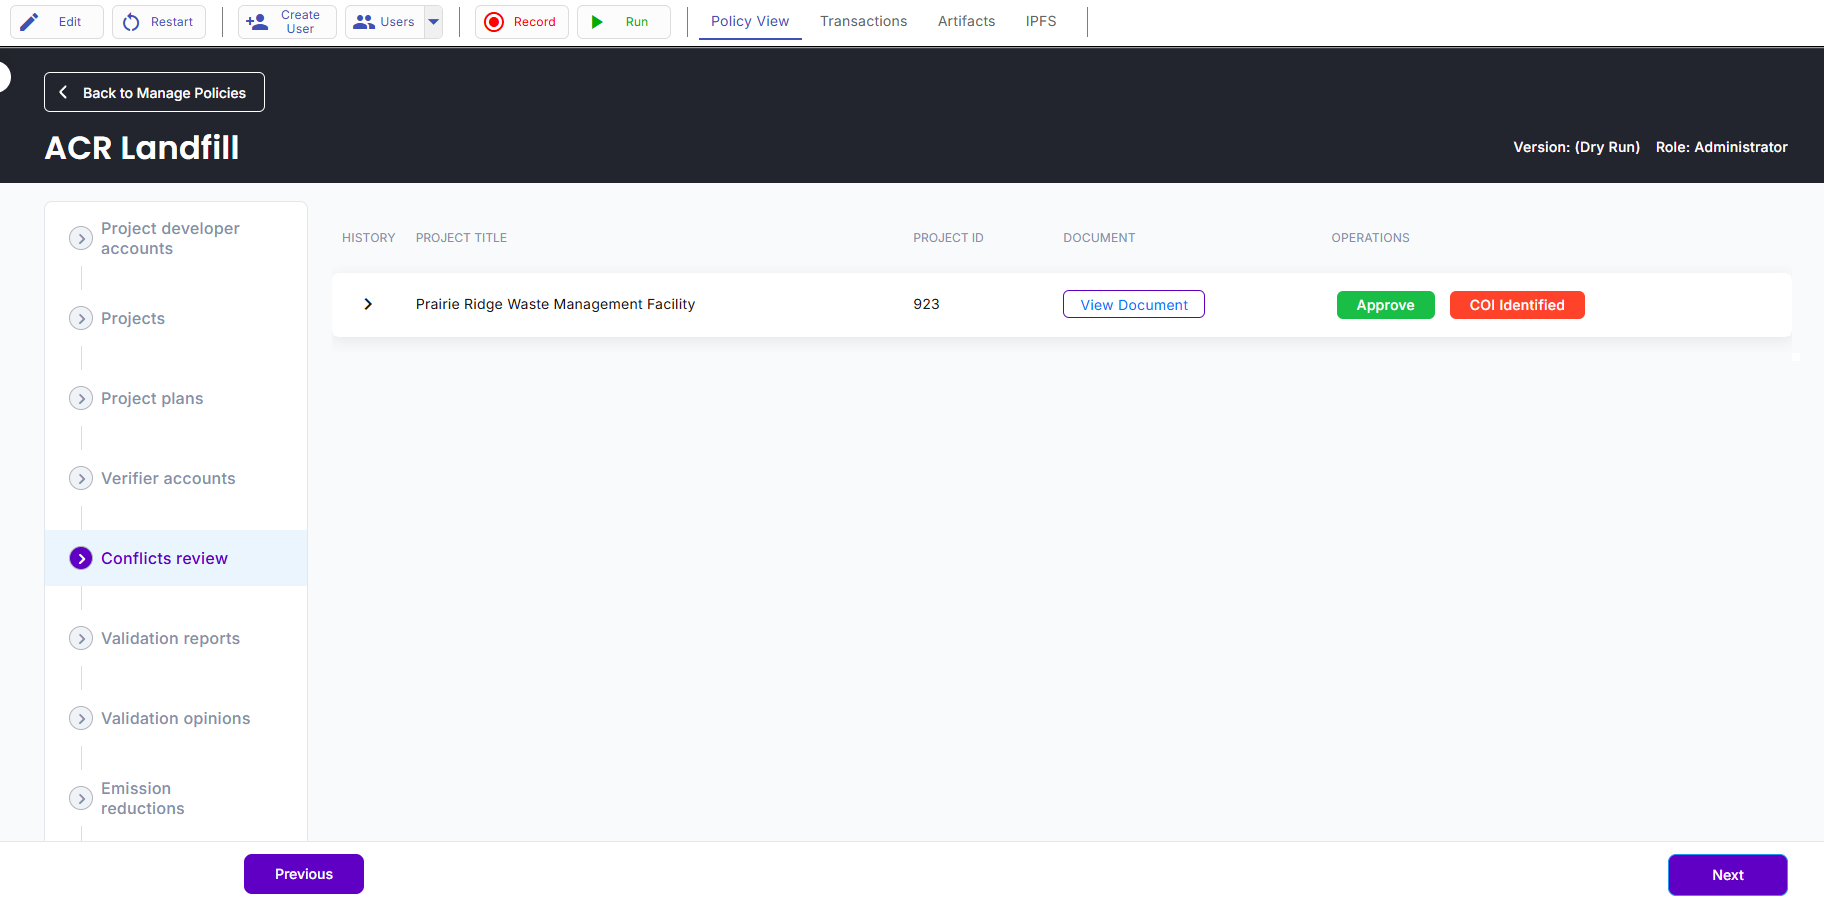 Edit
Restart
Create
User
Users
Record
Run
Policy View
Transactions
Artifacts
IPFS
Back to Manage Policies
ACR Landfill
Version: (Dry Run) Role: Administrator
Project developer
accounts
Projects
Project plans
Verifier accounts
Conflicts review
Validation reports
Validation opinions
Emission
reductions
HISTORY PROJECT TITLE PROJECT ID DOCUMENT OPERATIONS
Prairie Ridge Waste Management Facility 923 View Document Approve COI Identified
Previous
Next